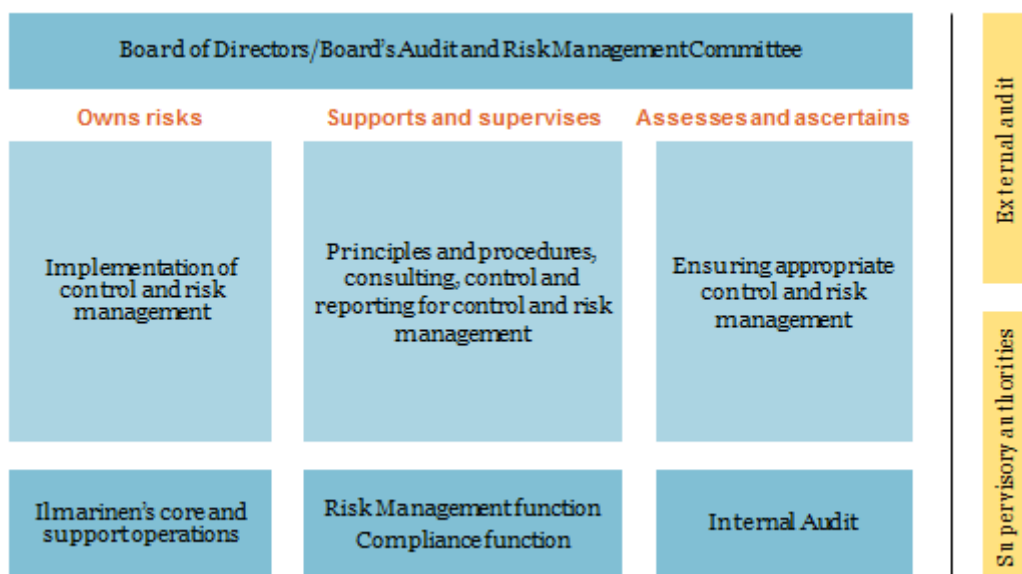 Board of Directors/Board's Audit and Risk Management Committee
Owns risks
Supports and supervises
Assesses and ascertains
Implementation of
control and risk
management
Principles and procedures,
consulting, control and
reporting for control and risk
management
Ensuring appropriate
control and risk
management
Ilmarinen's core and
support operations
Risk Management function
Compliance function
Internal Audit
External audit
Supervisory authorities